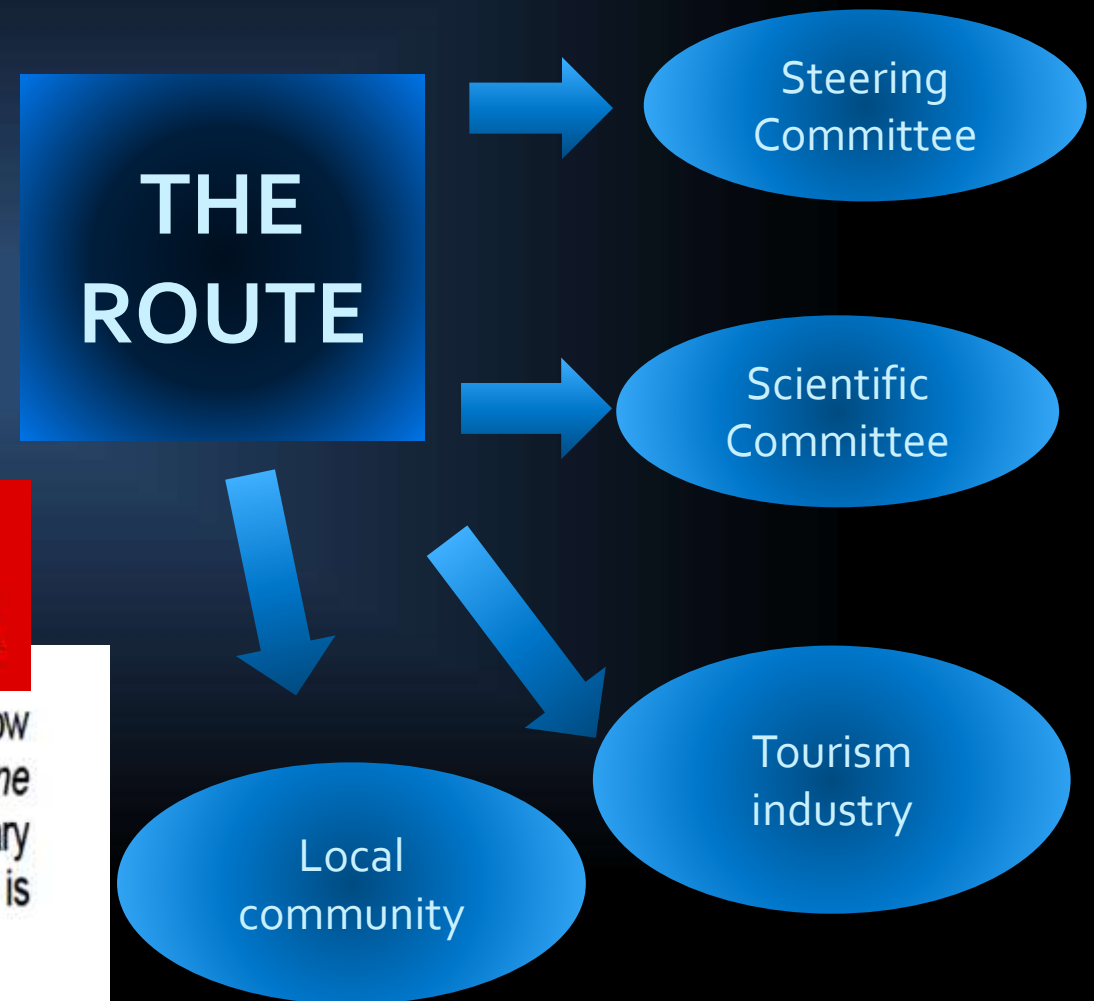 THE
ROUTE
Steering
Committee
Scientific
Committee
Tourism
industry
Local
community
is